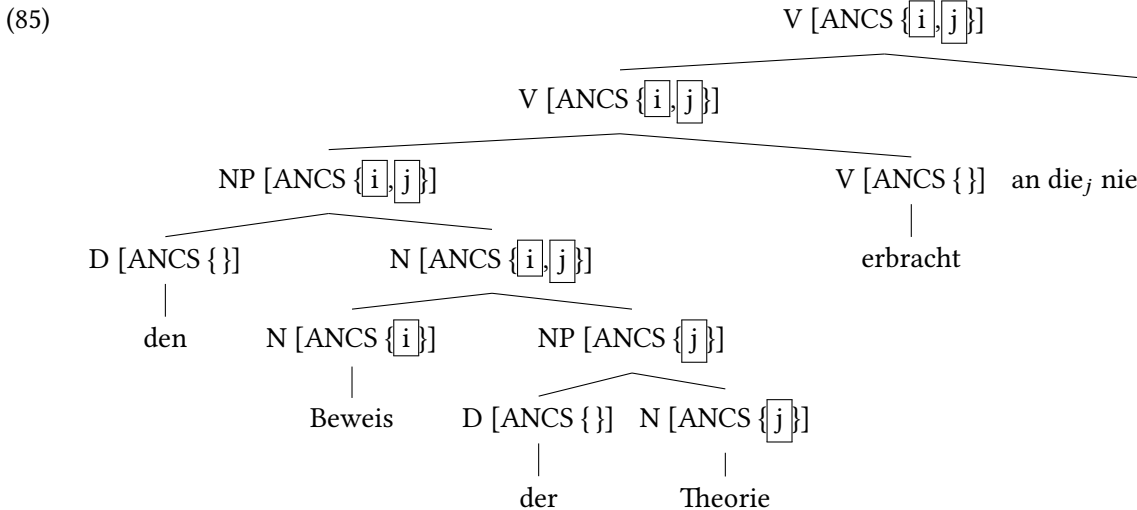 (85)
V [ANCS { i , j }]
V [ANCS { i , j }]
NP [ANCS { i , j }] V [ANCS { }] an die_j nie
D [ANCS { }] N [ANCS { i , j }] erbracht
den N [ANCS { i }] NP [ANCS { j }]
Beweis D [ANCS { }] N [ANCS { j }]
der Theorie